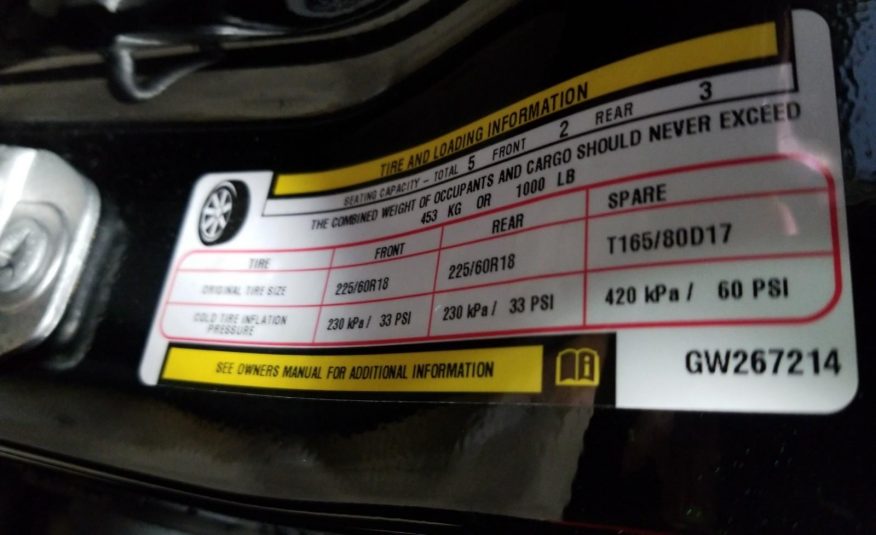 TIRE AND LOADING INFORMATION
SEATING CAPACITY - TOTAL 5 FRONT 2 REAR 3
THE COMBINED WEIGHT OF OCCUPANTS AND CARGO SHOULD NEVER EXCEED
453 KG OR 1000 LB
TIRE FRONT REAR SPARE
ORIGINAL TIRE SIZE 225/60R18 225/60R18 T165/80D17
COLD TIRE INFLATION
PRESSURE 230 kPa / 33 PSI 230 kPa / 33 PSI 420 kPa / 60 PSI
SEE OWNERS MANUAL FOR ADDITIONAL INFORMATION
GW267214